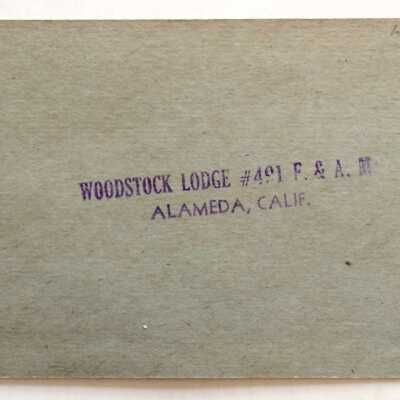 WOODSTOCK LODGE #491 F. & A. M
ALAMEDA, CALIF.